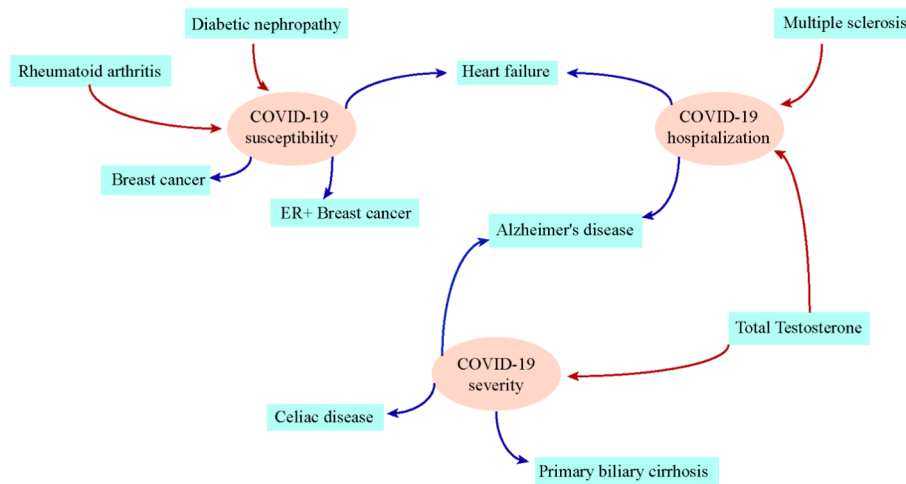 Diabetic nephropathy
Multiple sclerosis
Rheumatoid arthritis
Heart failure
COVID-19
susceptibility
COVID-19
hospitalization
Breast cancer
ER+ Breast cancer
Alzheimer's disease
Total Testosterone
COVID-19
severity
Celiac disease
Primary biliary cirrhosis